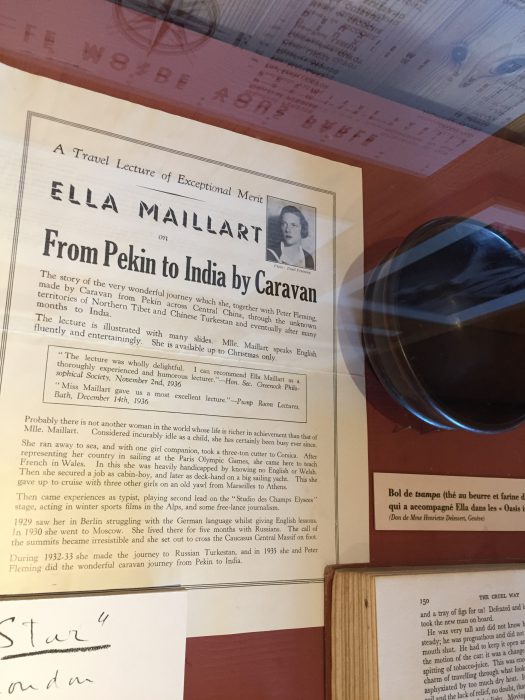 A Travel Lecture of Exceptional Merit
ELLA MAILLART
on
From Pekin to India by Caravan
The story of the very wonderful journey which she, together with Peter Fleming,
made by Caravan from Pekin across Central China, through the unknown
territories of Northern Tibet and Chinese Turkestan and eventually after many
months to India.
The lecture is illustrated with many slides. Mlle. Maillart speaks English
fluently and entertainingly. She is available up to Christmas only.
"The lecture was wholly delightful. I can recommend Ella Maillart as a
thoroughly experienced and humorous lecturer."—Hon. Sec. Greenock Philo-
sophical Society, November 2nd, 1936
"Miss Maillart gave us a most excellent lecture."—Pump Room Lectures,
Bath, December 14th, 1936
Probably there is not another woman in the world whose life is richer in achievement than that of
Mlle. Maillart. Considered incurably idle as a child, she has certainly been busy ever since.
She ran away to sea, and with one girl companion, took a three-ton cutter to Corsica. After
representing her country in sailing at the Paris Olympic Games, she came here to teach
French in Wales. In this she was heavily handicapped by knowing no English or Welsh.
Then she secured a job as cabin-boy, and later as deck-hand on a big sailing yacht. This she
gave up to cruise with three other girls on an old yawl from Marseilles to Athens.
Then came experiences as typist, playing second lead on the "Studio des Champs Elysees"
stage, acting in winter sports films in the Alps, and some free-lance journalism.
1929 saw her in Berlin struggling with the German language whilst giving English lessons.
In 1930 she went to Moscow. She lived there for five months with Russians. The call of
the summits became irresistible and she set out to cross the Caucasus Central Massif on foot.
During 1932-33 she made the journey to Russian Turkestan, and in 1935 she and Peter
Fleming did the wonderful caravan journey from Pekin to India.
Bol de tsampa (thé au beurre et farine d
qui a accompagné Ella dans les « Oasis i
(Don de Mme Henriette
Genève)
Star"
London
150 THE CRUEL WAY
and a tray of figs for us! Defeated and
took the new man on board.
He was very tall and did not know
steady; he was prognathous and did no
mouth shut. He had to keep it open
the motion of the car: it was a change
spitting of tobacco-juice. This was
charm of travelling through what look
asphyxiated by too much dry heat.
and the lack of relief, no doubt